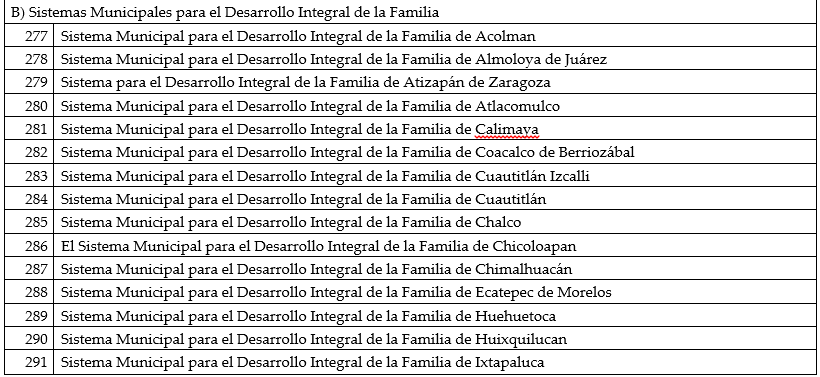 B) Sistemas Municipales para el Desarrollo Integral de la Familia
277 Sistema Municipal para el Desarrollo Integral de la Familia de Acolman
278 Sistema Municipal para el Desarrollo Integral de la Familia de Almoloya de Juárez
279 Sistema para el Desarrollo Integral de la Familia de Atizapán de Zaragoza
280 Sistema Municipal para el Desarrollo Integral de la Familia de Atlacomulco
281 Sistema Municipal para el Desarrollo Integral de la Familia de Calimaya
282 Sistema Municipal para el Desarrollo Integral de la Familia de Coacalco de Berriozábal
283 Sistema Municipal para el Desarrollo Integral de la Familia de Cuautitlán Izcalli
284 Sistema Municipal para el Desarrollo Integral de la Familia de Cuautitlán
285 Sistema Municipal para el Desarrollo Integral de la Familia de Chalco
286 El Sistema Municipal para el Desarrollo Integral de la Familia de Chicoloapan
287 Sistema Municipal para el Desarrollo Integral de la Familia de Chimalhuacán
288 Sistema Municipal para el Desarrollo Integral de la Familia de Ecatepec de Morelos
289 Sistema Municipal para el Desarrollo Integral de la Familia de Huehuetoca
290 Sistema Municipal para el Desarrollo Integral de la Familia de Huixquilucan
291 Sistema Municipal para el Desarrollo Integral de la Familia de Ixtapaluca